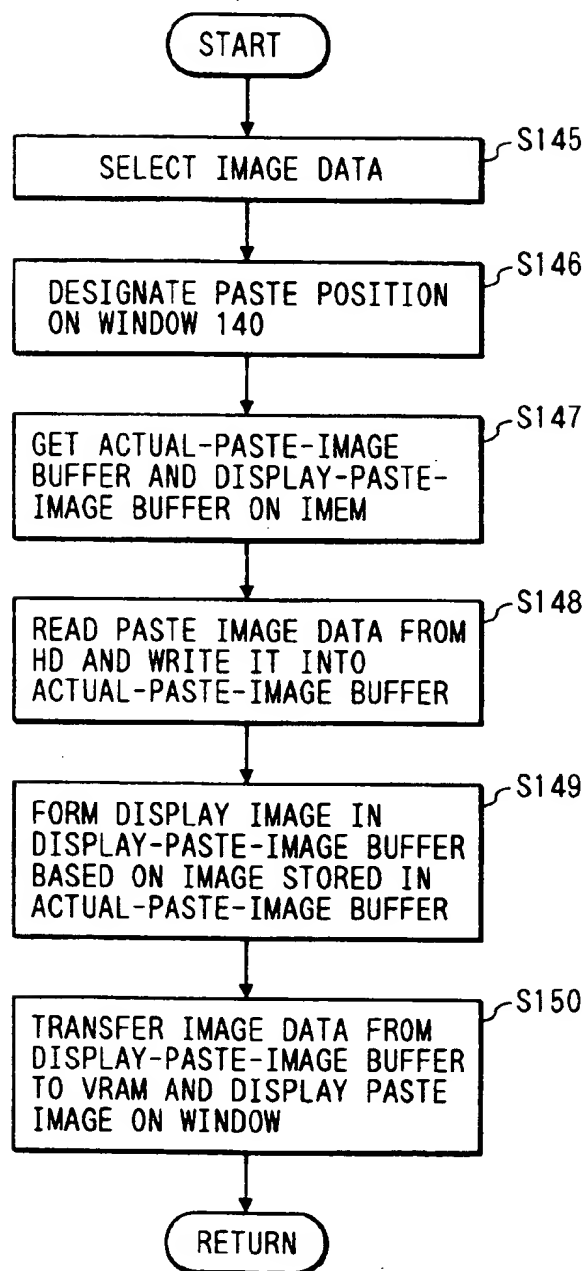 START
S145
SELECT IMAGE DATA
S146
DESIGNATE PASTE POSITION
ON WINDOW 140
S147
GET ACTUAL-PASTE-IMAGE
BUFFER AND DISPLAY-PASTE-
IMAGE BUFFER ON IMEM
S148
READ PASTE IMAGE DATA FROM
HD AND WRITE IT INTO
ACTUAL-PASTE-IMAGE BUFFER
S149
FORM DISPLAY IMAGE IN
DISPLAY-PASTE-IMAGE BUFFER
BASED ON IMAGE STORED IN
ACTUAL-PASTE-IMAGE BUFFER
S150
TRANSFER IMAGE DATA FROM
DISPLAY-PASTE-IMAGE BUFFER
TO VRAM AND DISPLAY PASTE
IMAGE ON WINDOW
RETURN